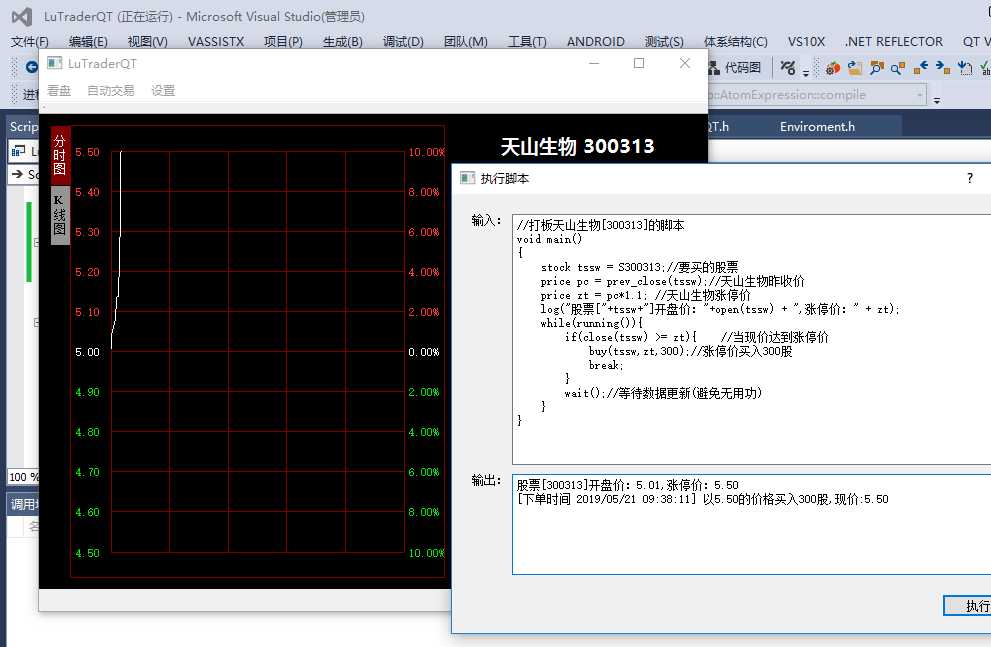 LuTraderQT (正在运行) - Microsoft Visual Studio(管理员)
文件(F) 编辑(E) 视图(V) VASSISTX 项目(P) 生成(B) 调试(D) 团队(M) 工具(T) ANDROID 测试(S) 体系结构(C) VS10X .NET REFLECTOR QT V
LuTraderQT
代码图
看盘 自动交易 设置
::AtomExpression::compile
QT.h Enviroment.h
Scrip
分时图
K线图
天山生物 300313
5.50 10.00%
5.40 8.00%
5.30 6.00%
5.20 4.00%
5.10 2.00%
5.00 0.00%
4.90 2.00%
4.80 4.00%
4.70 6.00%
4.60 8.00%
4.50 10.00%
100 %
执行脚本
?
输入:
//打板天山生物[300313]的脚本
void main()
{
stock tssw = S300313;//要买的股票
price pc = prev_close(tssw);//天山生物昨收价
price zt = pc*1.1; //天山生物涨停价
log("股票["+tssw+"]开盘价: "+open(tssw) + ",涨停价: " + zt);
while(running()){
if(close(tssw) >= zt){ //当现价达到涨停价
buy(tssw,zt,300);//涨停价买入300股
break;
}
wait();//等待数据更新(避免无用功)
}
}
输出:
股票[300313]开盘价: 5.01,涨停价: 5.50
[下单时间 2019/05/21 09:38:11] 以5.50的价格买入300股,现价:5.50
执行